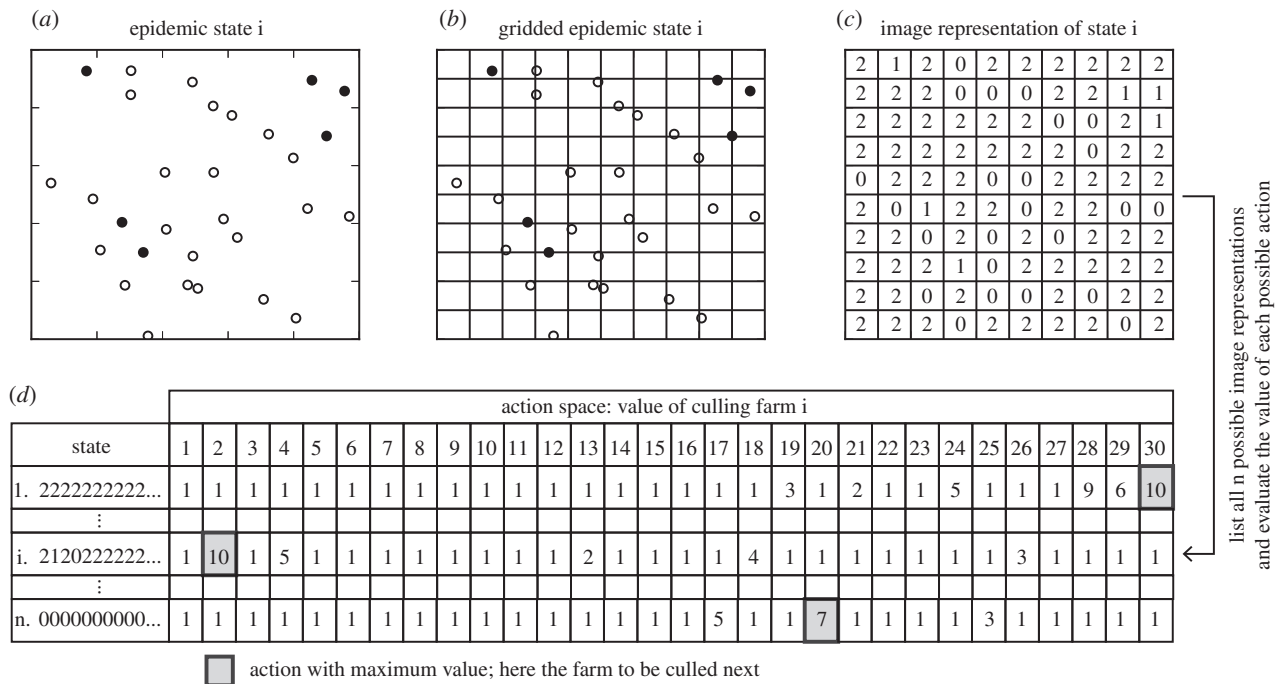 (a) epidemic state i
(b) gridded epidemic state i
(c) image representation of state i
2 1 2 0 2 2 2 2 2 2
2 2 2 0 0 0 2 2 1 1
2 2 2 2 2 2 0 0 2 1
2 2 2 2 2 2 2 0 2 2
0 2 2 2 0 0 2 2 2 2
2 0 1 2 2 0 2 2 0 0
2 2 0 2 0 2 0 2 2 2
2 2 2 1 0 2 2 2 2 2
2 2 0 2 0 0 2 0 2 2
2 2 2 0 2 2 2 2 0 2
list all n possible image representations
and evaluate the value of each possible action
(d)
action space: value of culling farm i
state 1 2 3 4 5 6 7 8 9 10 11 12 13 14 15 16 17 18 19 20 21 22 23 24 25 26 27 28 29 30
1. 2222222222... 1 1 1 1 1 1 1 1 1 1 1 1 1 1 1 1 1 1 3 1 2 1 1 5 1 1 1 9 6 10
⋮
i. 2120222222... 1 10 1 5 1 1 1 1 1 1 1 1 2 1 1 1 1 4 1 1 1 1 1 1 1 3 1 1 1 1
⋮
n. 0000000000... 1 1 1 1 1 1 1 1 1 1 1 1 1 1 1 1 5 1 1 7 1 1 1 1 3 1 1 1 1 1
action with maximum value; here the farm to be culled next